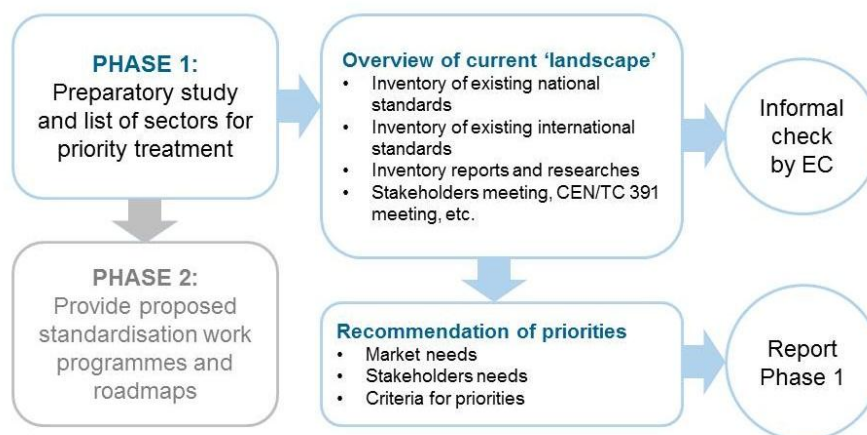 PHASE 1:
Preparatory study
and list of sectors for
priority treatment
PHASE 2:
Provide proposed
standardisation work
programmes and
roadmaps
Overview of current ‘landscape’
• Inventory of existing national
standards
• Inventory of existing international
standards
• Inventory reports and researches
• Stakeholders meeting, CEN/TC 391
meeting, etc.
Informal
check
by EC
Recommendation of priorities
• Market needs
• Stakeholders needs
• Criteria for priorities
Report
Phase 1